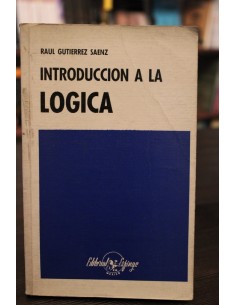 RAUL GUTIERREZ SAENZ
INTRODUCCION A LA
LOGICA
Editorial Esfinge